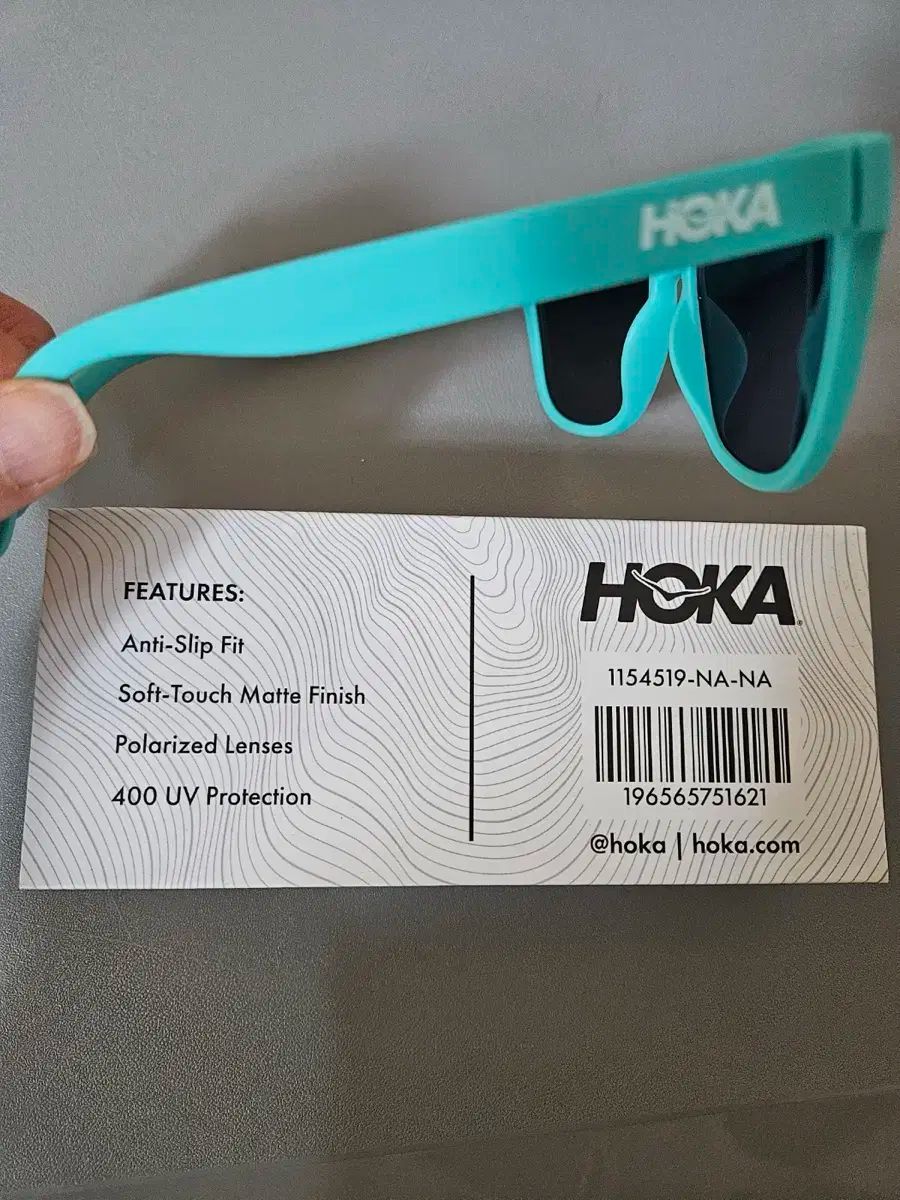 HOKA
FEATURES:
Anti-Slip Fit
Soft-Touch Matte Finish
Polarized Lenses
400 UV Protection
HOKA®
1154519-NA-NA
196565751621
@hoka | hoka.com